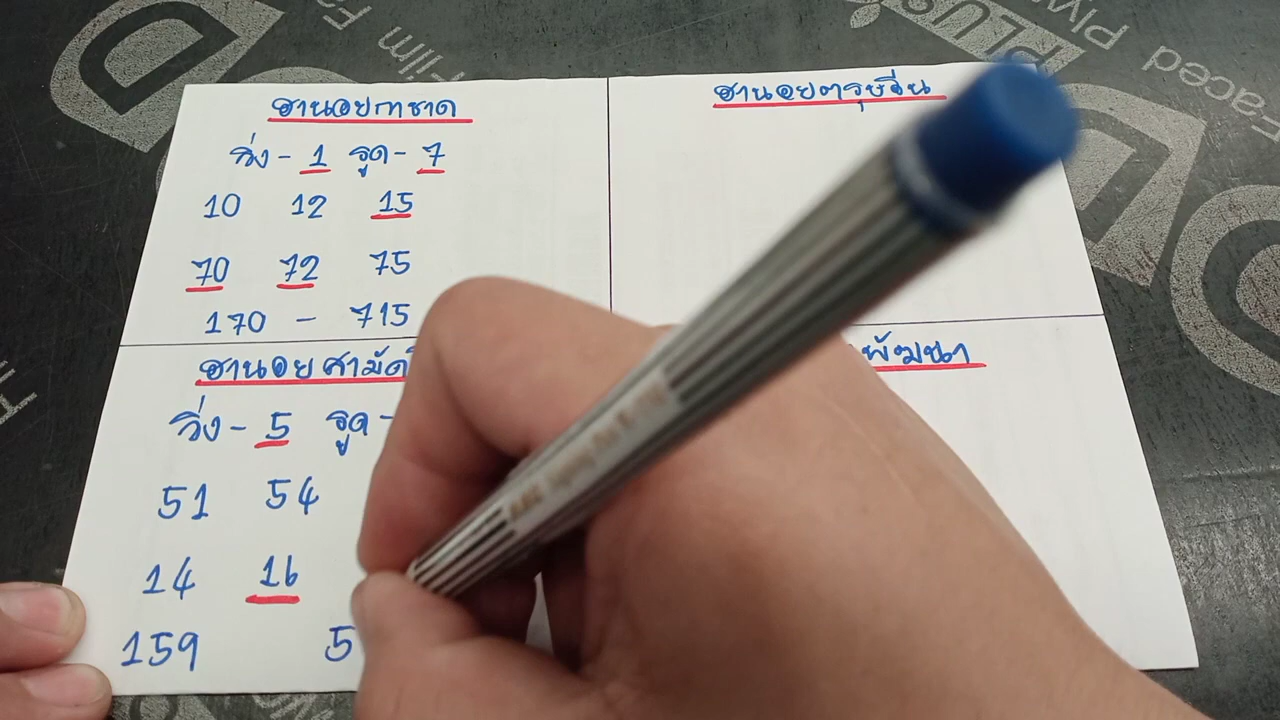 ฮานอยกาชาด
วิ่ง - 1 รูด - 7
10 12 15
70 72 75
170 - 715
ฮานอยตรุษจีน
ฮานอยสามัคคี
วิ่ง - 5 รูด -
51 54
14 16
159 5
พัฒนา
Faced
PLUS